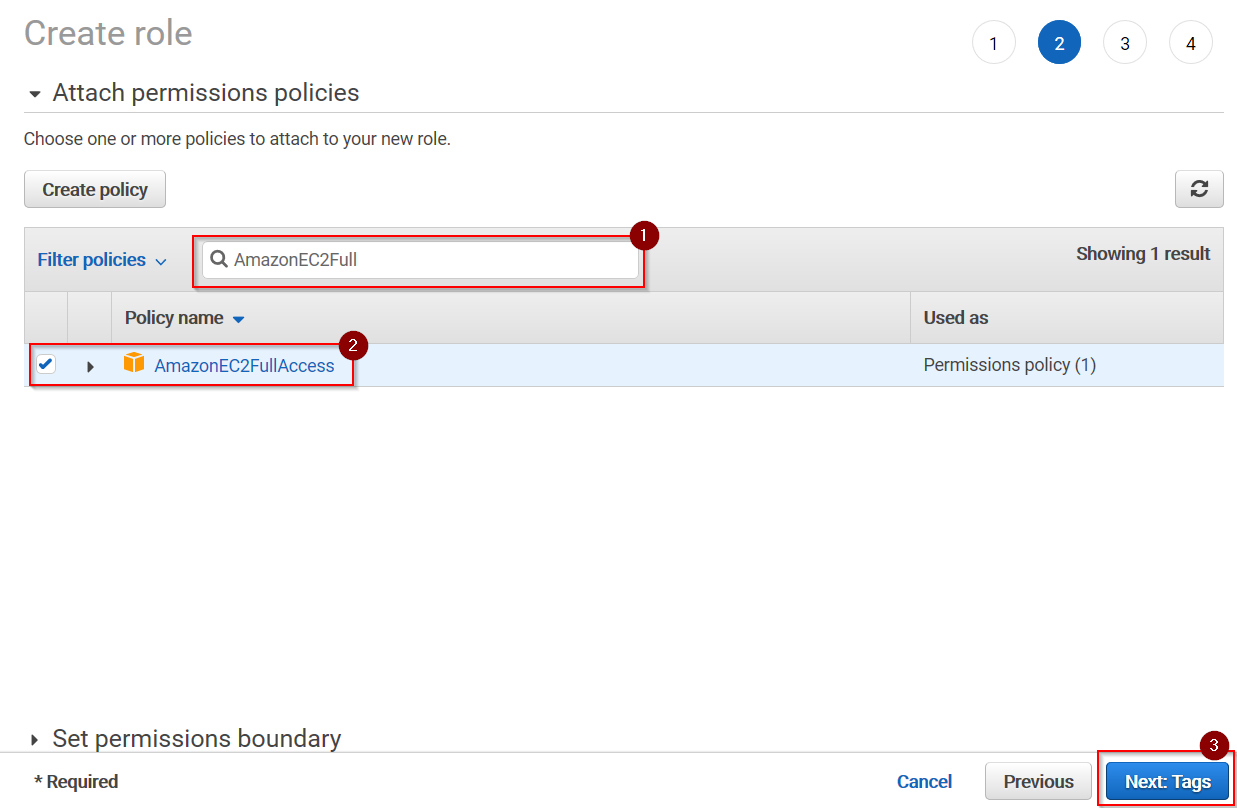 Create role
1 2 3 4
Attach permissions policies
Choose one or more policies to attach to your new role.
Create policy
1
Filter policies AmazonEC2Full Showing 1 result
Policy name Used as
2
AmazonEC2FullAccess Permissions policy (1)
Set permissions boundary
3
* Required Cancel Previous Next: Tags